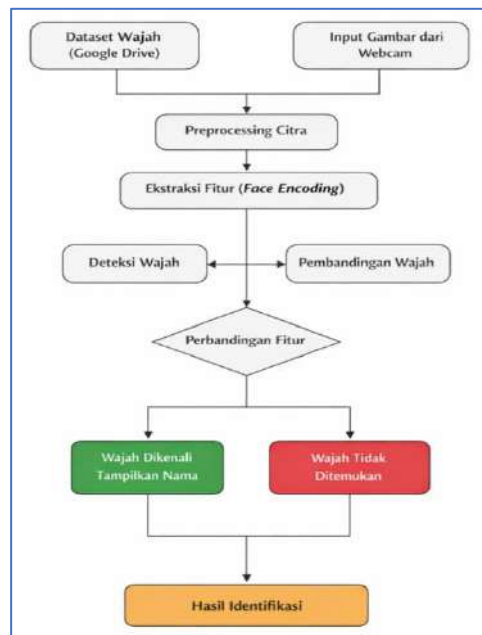 Dataset Wajah
(Google Drive)
Input Gambar dari
Webcam
Preprocessing Citra
Ekstraksi Fitur (Face Encoding)
Deteksi Wajah
Pembandingan Wajah
Perbandingan Fitur
Wajah Dikenali
Tampilkan Nama
Wajah Tidak
Ditemukan
Hasil Identifikasi